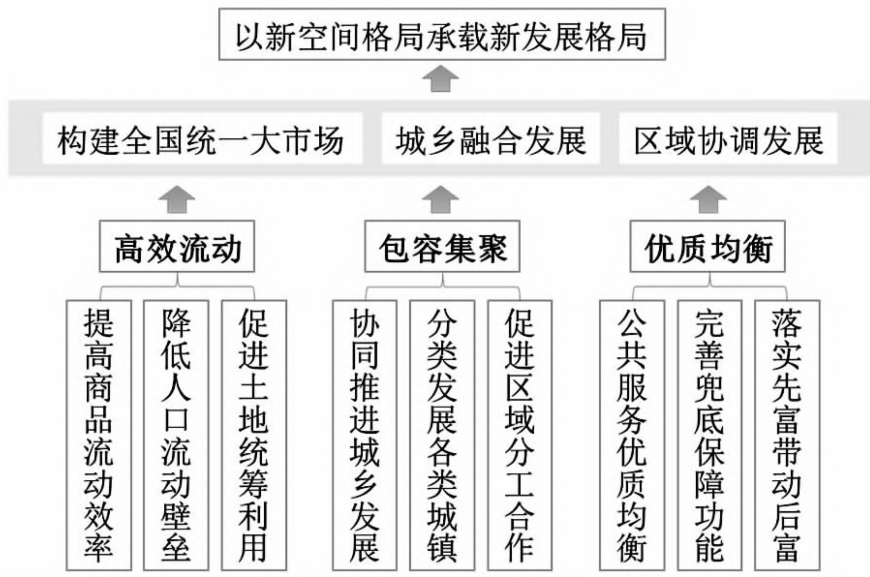 以新空间格局承载新发展格局
构建全国统一大市场
城乡融合发展
区域协调发展
高效流动
包容集聚
优质均衡
提高商品流动效率
降低人口流动壁垒
促进土地统筹利用
协同推进城乡发展
分类发展各类城镇
促进区域分工合作
公共服务优质均衡
完善兜底保障功能
落实先富带动后富